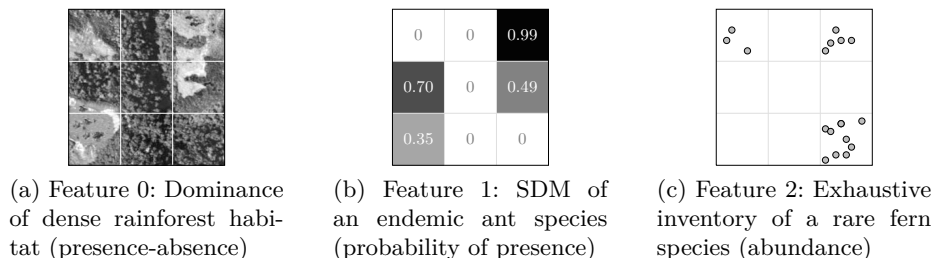 0 0 0.99
0.70 0 0.49
0.35 0 0
(a) Feature 0: Dominance
of dense rainforest habi-
tat (presence-absence)
(b) Feature 1: SDM of
an endemic ant species
(probability of presence)
(c) Feature 2: Exhaustive
inventory of a rare fern
species (abundance)